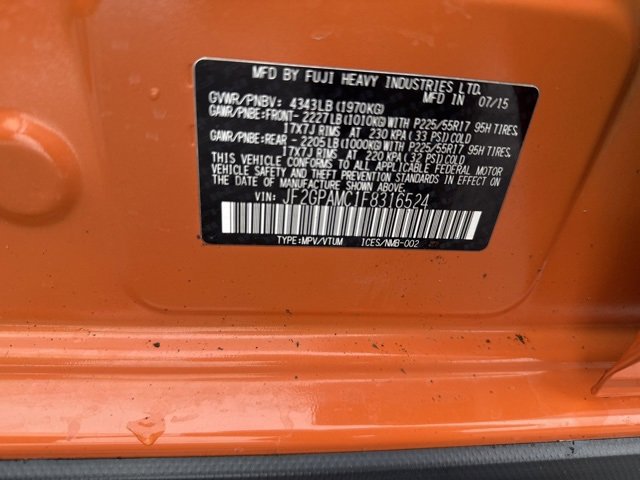 MFD BY FUJI HEAVY INDUSTRIES LTD.
MFD IN 07/15
GVWR/PNBV: 4343LB(1970KG)
GAWR/PNBE:FRONT- 2227LB(1010KG)WITH P225/55R17 95H TIRES
17X7J RIMS AT 230 KPA(33 PSI)COLD
GAWR/PNBE:REAR - 2205LB(1000KG)WITH P225/55R17 95H TIRES
17X7J RIMS AT 220 KPA(32 PSI)COLD
THIS VEHICLE CONFORMS TO ALL APPLICABLE FEDERAL MOTOR
VEHICLE SAFETY AND THEFT PREVENTION STANDARDS IN EFFECT ON
THE DATE OF MANUFACTURE SHOWN ABOVE.
VIN: JF2GPAMC1F8316524
TYPE:MPV/VTUM ICES/NMB-002